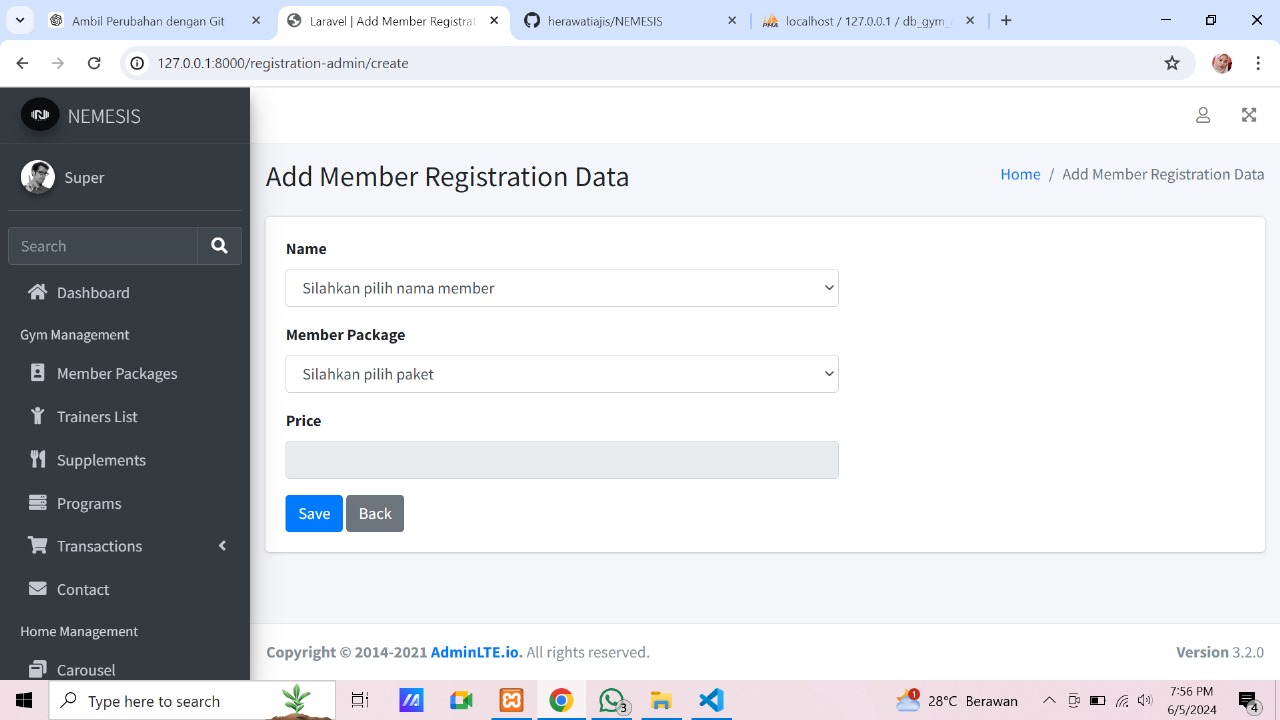 Ambil Perubahan dengan Git
Laravel | Add Member Registrat
herawatiajis/NEMESIS
localhost / 127.0.0.1 / db_gym_
127.0.0.1:8000/registration-admin/create
NEMESIS
Super
Search
Dashboard
Gym Management
Member Packages
Trainers List
Supplements
Programs
Transactions
Contact
Home Management
Carousel
Add Member Registration Data
Home / Add Member Registration Data
Name
Silahkan pilih nama member
Member Package
Silahkan pilih paket
Price
Save Back
Copyright © 2014-2021 AdminLTE.io. All rights reserved.
Version 3.2.0
Type here to search
3
1
28°C Berawan
7:56 PM
6/5/2024
4